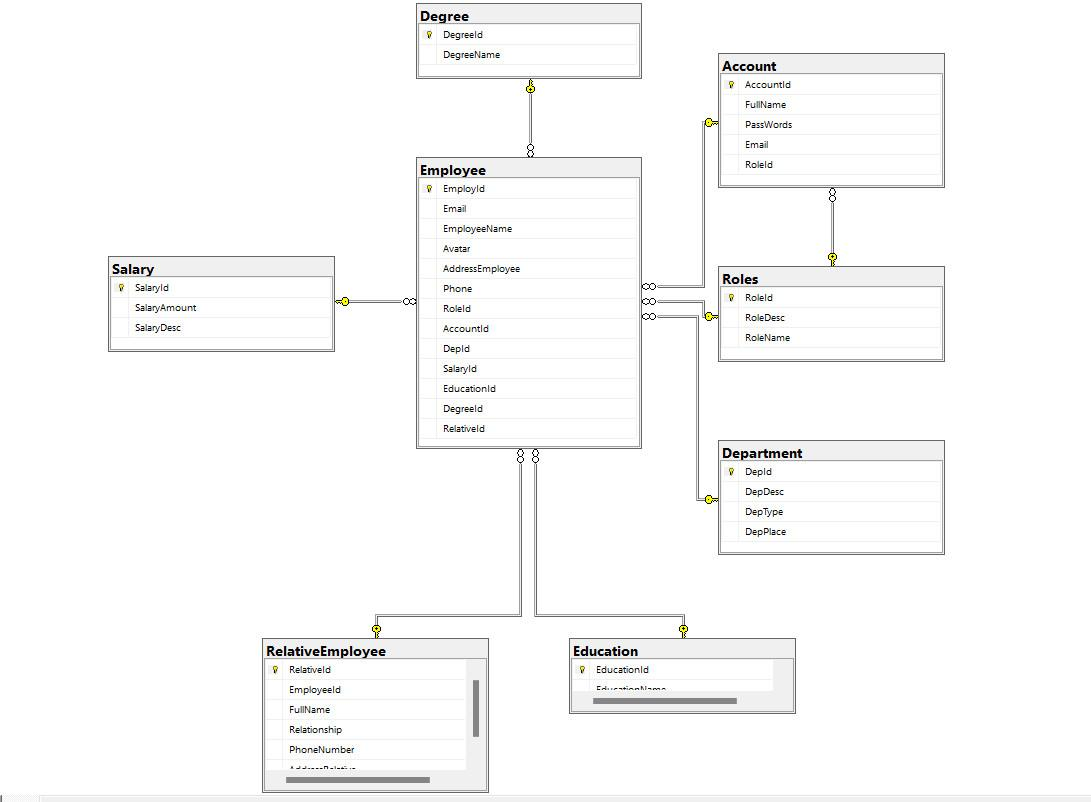 Degree
DegreeId
DegreeName
Account
AccountId
FullName
PassWords
Email
RoleId
Employee
EmployId
Email
EmployeeName
Avatar
AddressEmployee
Phone
RoleId
AccountId
DepId
SalaryId
EducationId
DegreeId
RelativeId
Salary
SalaryId
SalaryAmount
SalaryDesc
Roles
RoleId
RoleDesc
RoleName
Department
DepId
DepDesc
DepType
DepPlace
RelativeEmployee
RelativeId
EmployeeId
FullName
Relationship
PhoneNumber
AddressRelative
Education
EducationId
EducationName